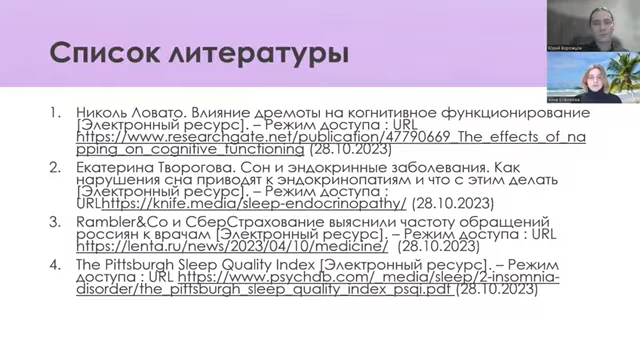 Список литературы
1. Николь Ловато. Влияние дремоты на когнитивное функционирование
[Электронный ресурс]. – Режим доступа : URL
https://www.researchgate.net/publication/47790669_The_effects_of_na
pping_on_cognitive_functioning (28.10.2023)
2. Екатерина Творогова. Сон и эндокринные заболевания. Как
нарушения сна приводят к эндокринопатиям и что с этим делать
[Электронный ресурс]. – Режим доступа :
URLhttps://knife.media/sleep-endocrinopathy/ (28.10.2023)
3. Rambler&Co и СберСтрахование выяснили частоту обращений
россиян к врачам [Электронный ресурс]. – Режим доступа : URL
https://lenta.ru/news/2023/04/10/medicine/ (28.10.2023)
4. The Pittsburgh Sleep Quality Index [Электронный ресурс]. – Режим
доступа : URL https://www.psychdb.com/_media/sleep/2-insomnia-
disorder/the_pittsburgh_sleep_quality_index_psqi.pdf (28.10.2023)